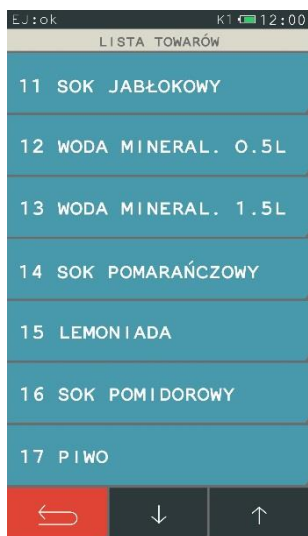 EJ:ok K1 12:00
LISTA TOWARÓW
11 SOK JABŁOKOWY
12 WODA MINERAL. 0.5L
13 WODA MINERAL. 1.5L
14 SOK POMARAŃCZOWY
15 LEMONIADA
16 SOK POMIDOROWY
17 PIWO